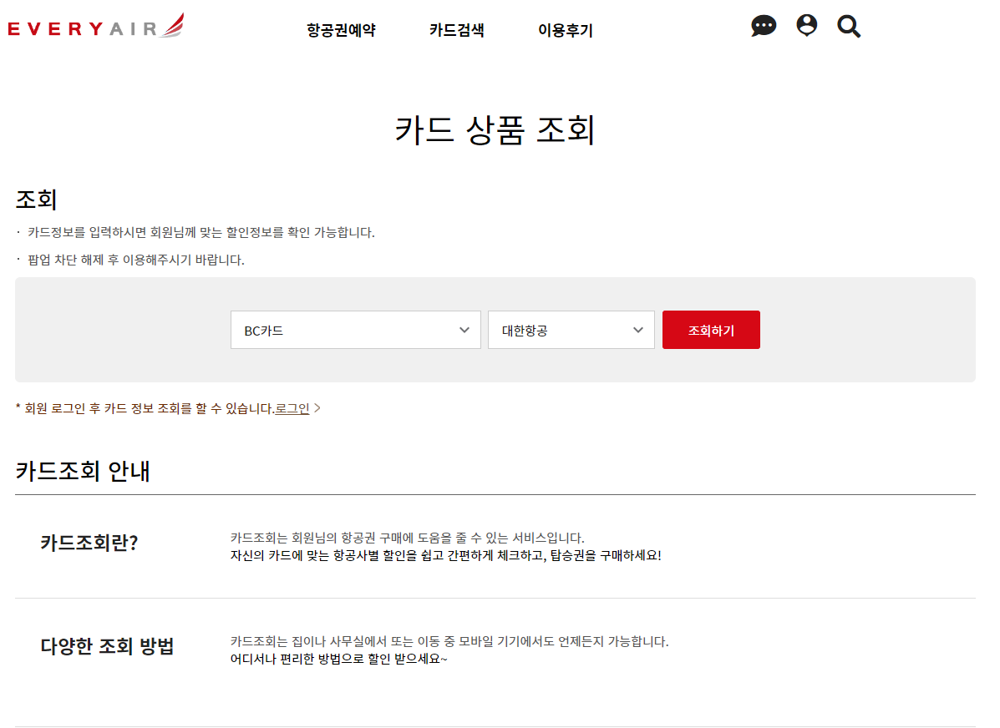 EVERYAIR
항공권예약 카드검색 이용후기
카드 상품 조회
조회
· 카드정보를 입력하시면 회원님께 맞는 할인정보를 확인 가능합니다.
· 팝업 차단 해제 후 이용해주시기 바랍니다.
BC카드 대한항공 조회하기
* 회원 로그인 후 카드 정보 조회를 할 수 있습니다.로그인 >
카드조회 안내
카드조회란?
카드조회는 회원님의 항공권 구매에 도움을 줄 수 있는 서비스입니다.
자신의 카드에 맞는 항공사별 할인을 쉽고 간편하게 체크하고, 탑승권을 구매하세요!
다양한 조회 방법
카드조회는 집이나 사무실에서 또는 이동 중 모바일 기기에서도 언제든지 가능합니다.
어디서나 편리한 방법으로 할인 받으세요~